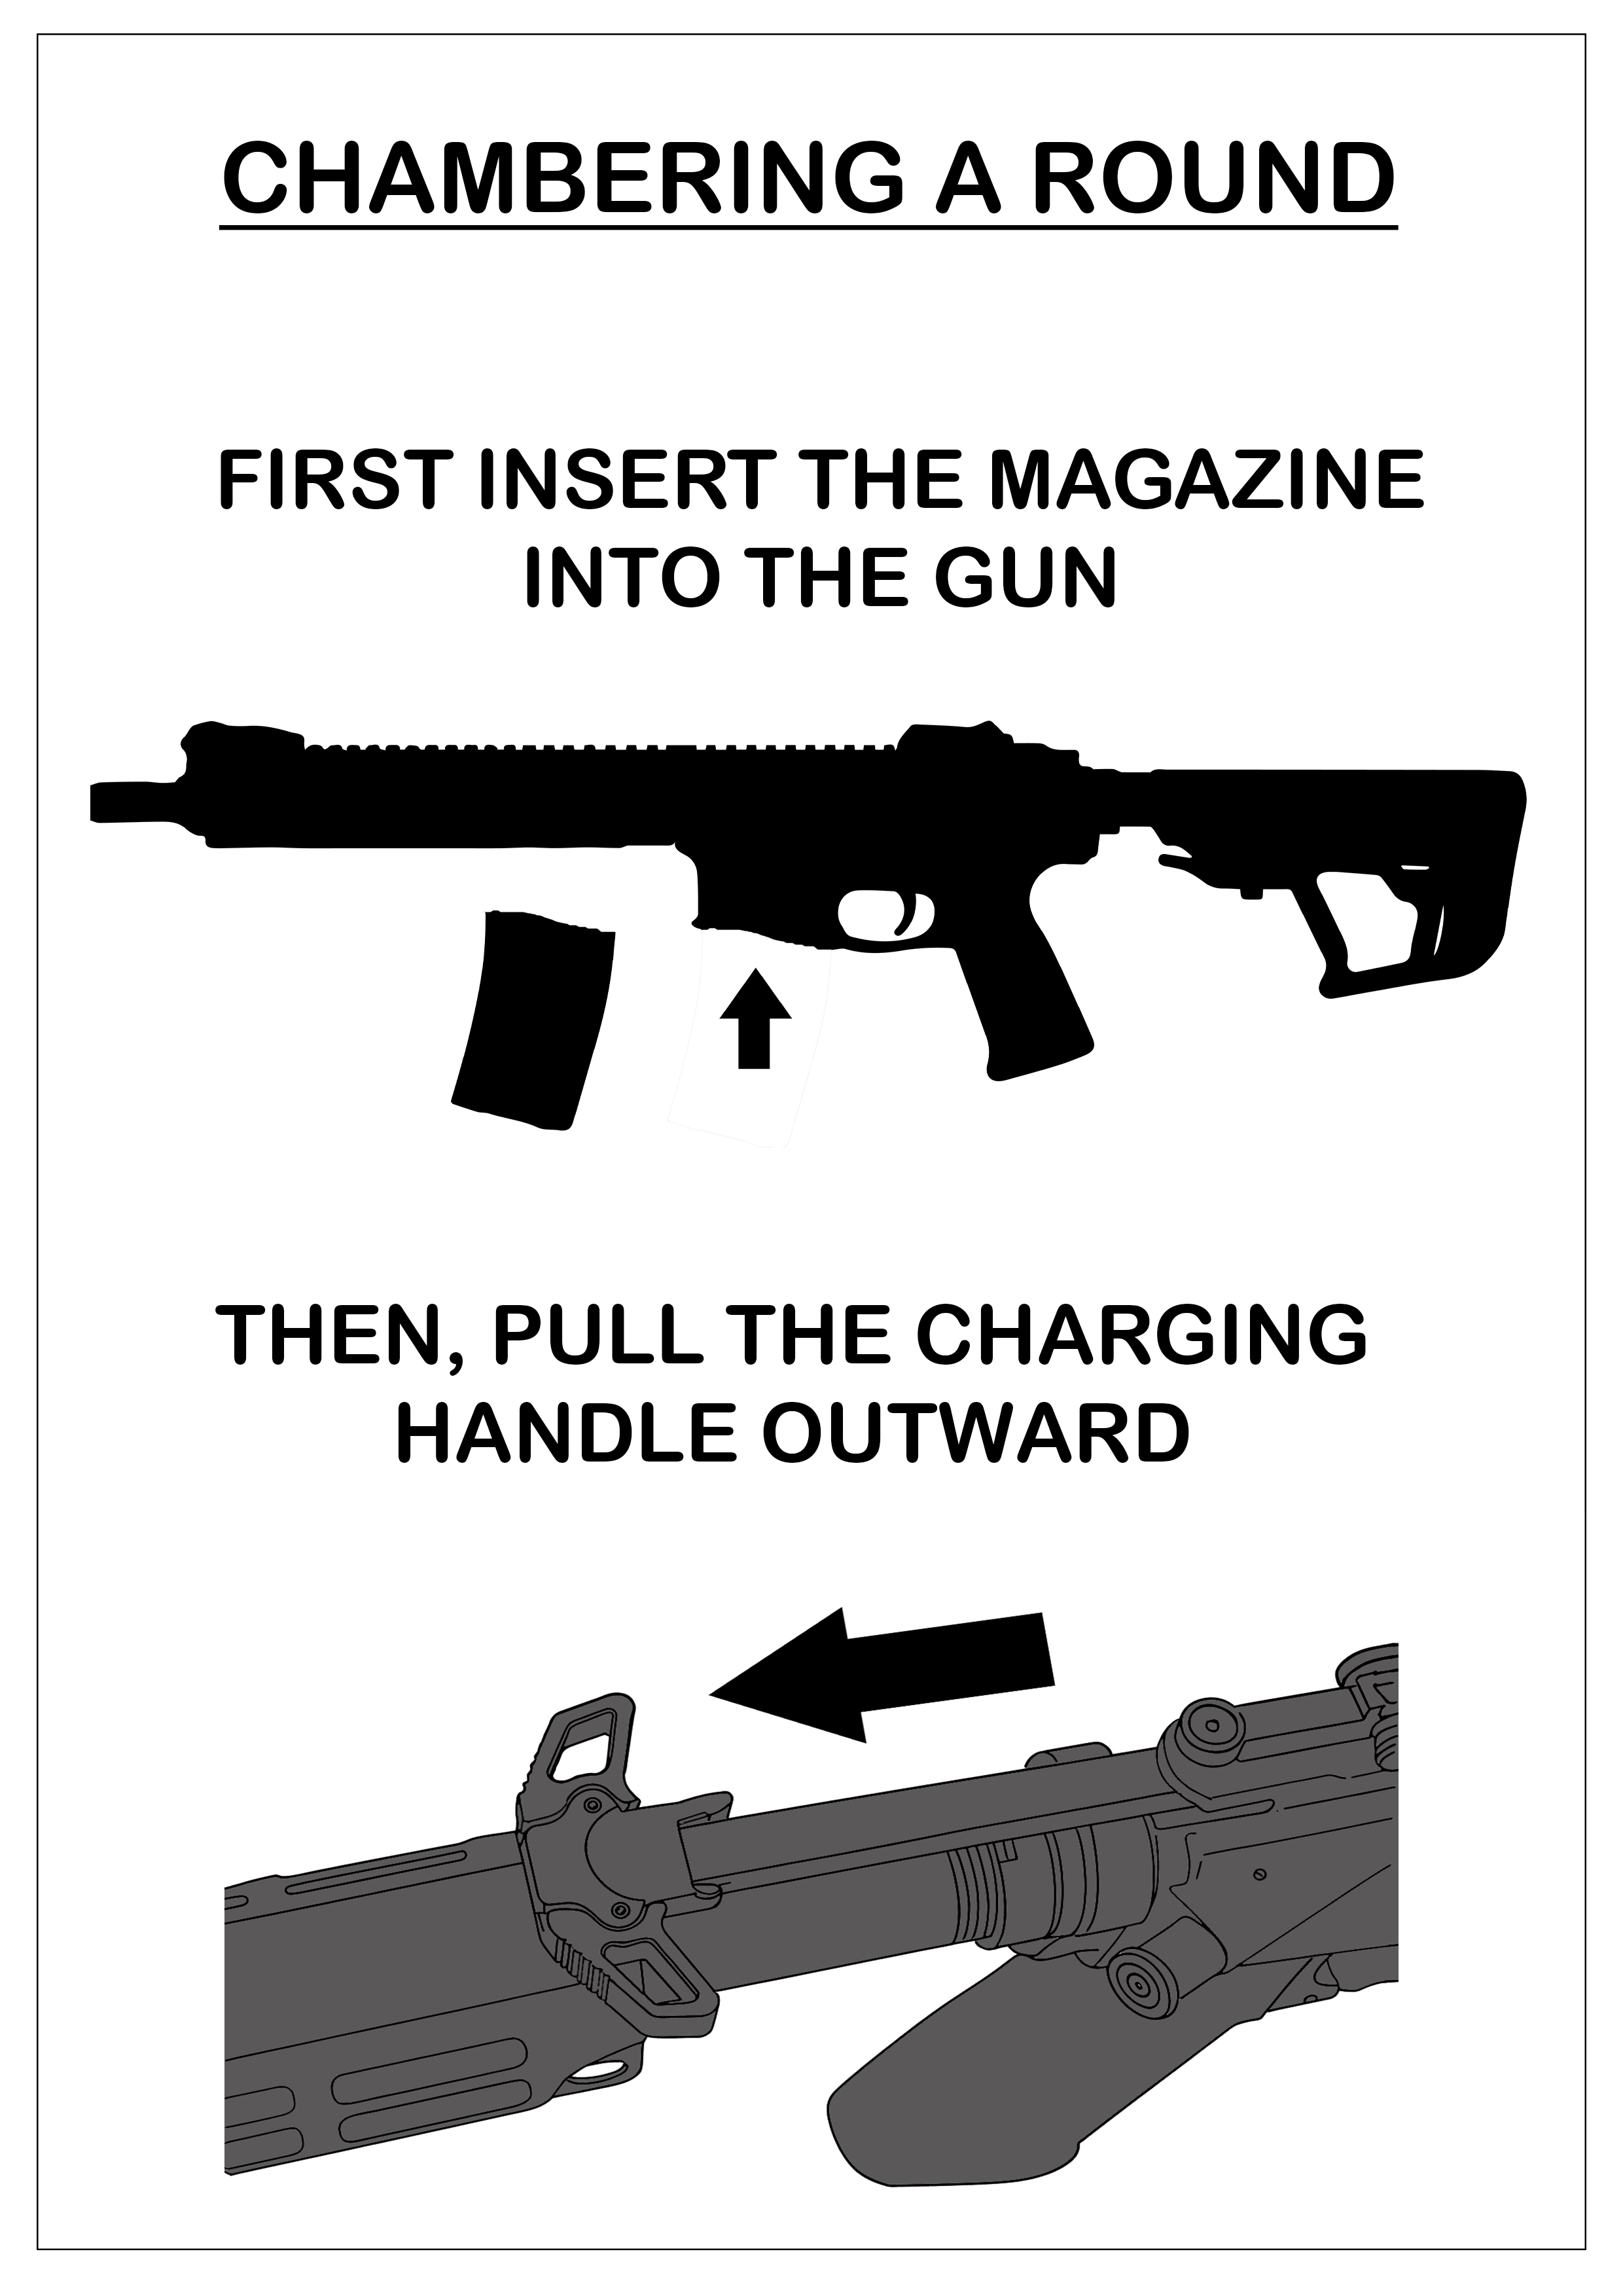 CHAMBERING A ROUND
FIRST INSERT THE MAGAZINE
INTO THE GUN
THEN, PULL THE CHARGING
HANDLE OUTWARD